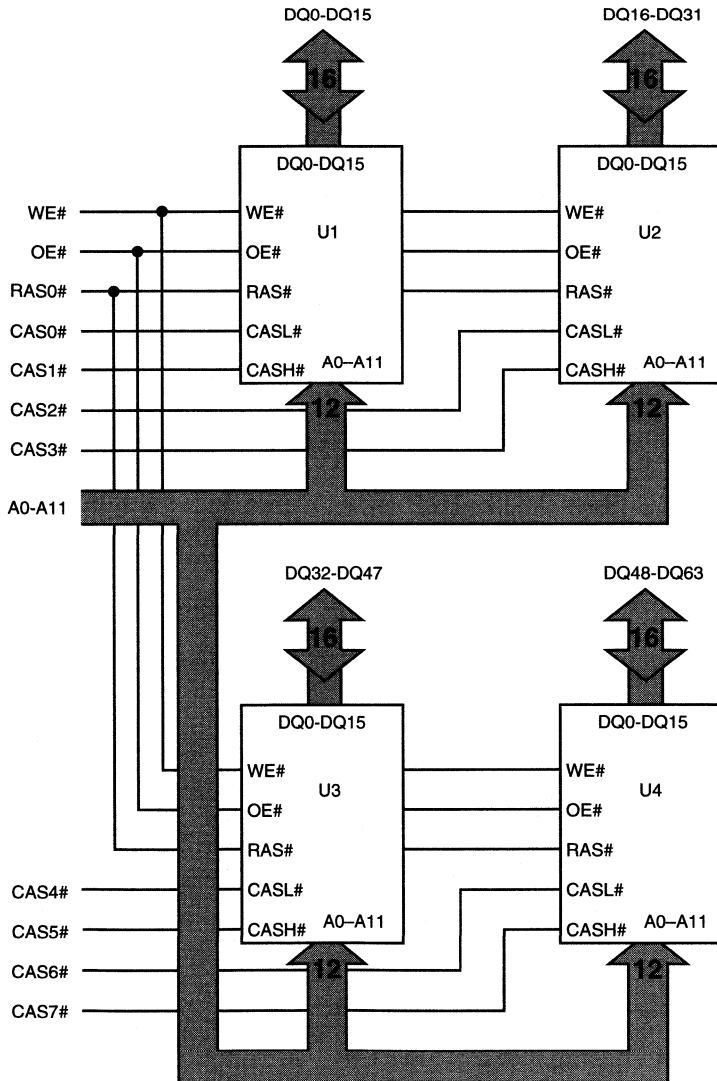 DQ0-DQ15
DQ16-DQ31
16
16
DQ0-DQ15
DQ0-DQ15
WE#
WE#
U1
WE#
U2
OE#
OE#
OE#
RAS0#
RAS#
RAS#
CAS0#
CASL#
CASL#
CAS1#
CASH#
A0–A11
CASH#
A0–A11
CAS2#
12
12
CAS3#
A0-A11
DQ32-DQ47
DQ48-DQ63
16
16
DQ0-DQ15
DQ0-DQ15
WE#
U3
WE#
U4
OE#
OE#
RAS#
RAS#
CAS4#
CASL#
CASL#
CAS5#
CASH#
A0–A11
CASH#
A0–A11
CAS6#
12
12
CAS7#